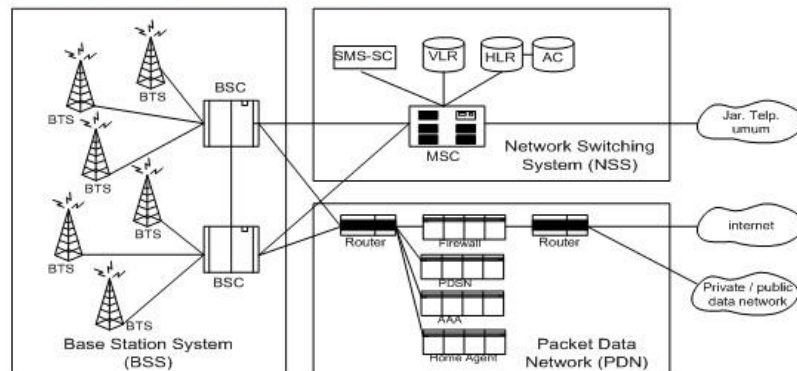 BTS
BTS
BTS
BSC
BTS
BTS
BTS
BSC
Base Station System
(BSS)
SMS-SC
VLR
HLR
AC
MSC
Network Switching
System (NSS)
Router
Firewall
Router
PDSN
AAA
Home Agent
Packet Data
Network (PDN)
Jar. Telp.
umum
internet
Private / public
data network